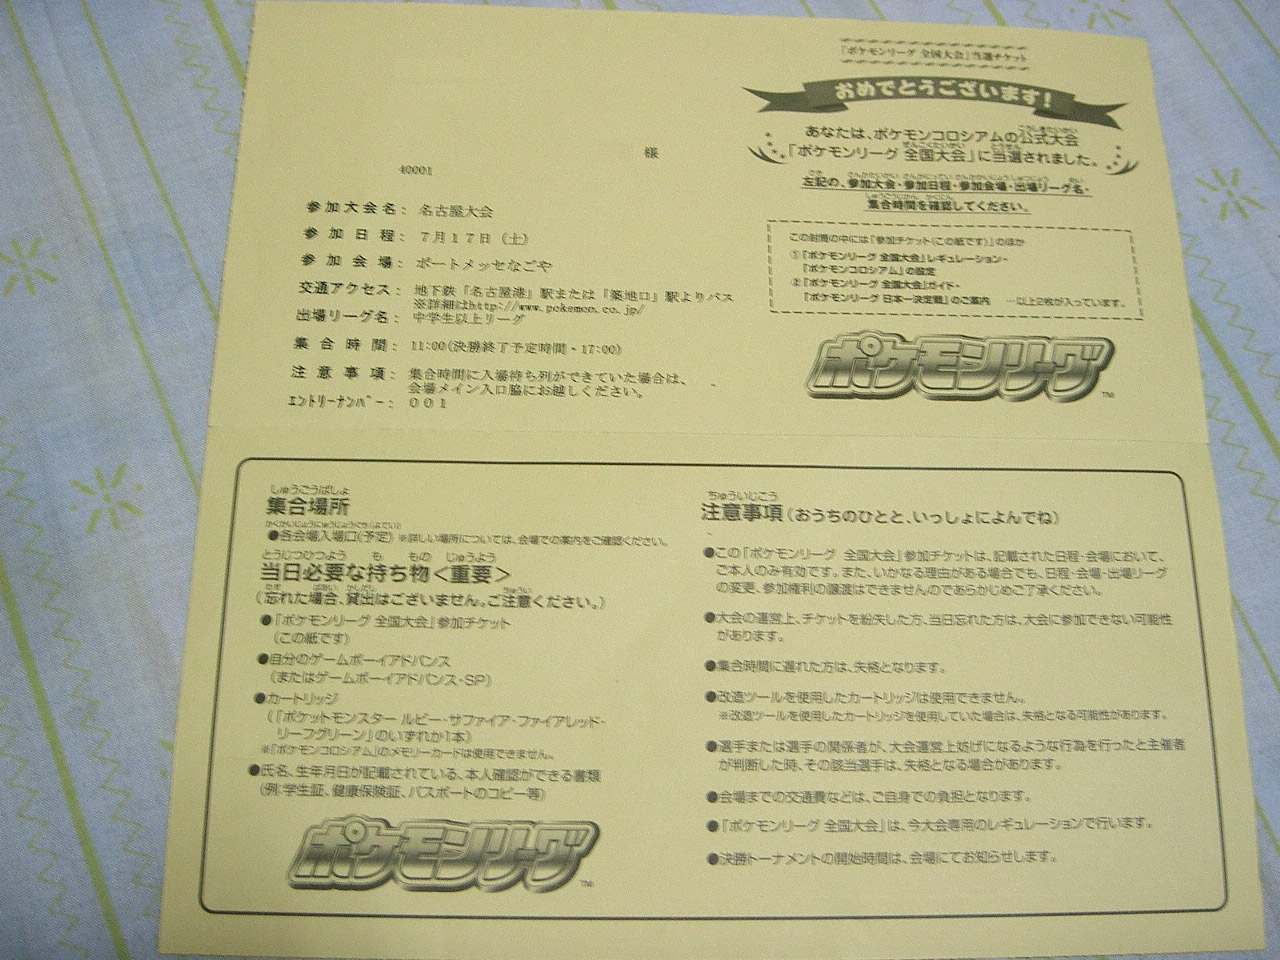 『ポケモンリーグ 全国大会』当選チケット
おめでとうございます!
あなたは、ポケモンコロシアムの公式大会
「ポケモンリーグ 全国大会」に当選されました。
左記の、参加大会・参加日程・参加会場・出場リーグ名・
集合時間を確認してください。
様
40001
参加大会名: 名古屋大会
参加日程: 7月17日(土)
参加会場: ポートメッセなごや
交通アクセス: 地下鉄「名古屋港」駅または「築地口」駅よりバス
※詳細はhttp://www.pokemon.co.jp/
出場リーグ名: 中学生以上リーグ
集合時間: 11:00(決勝終了予定時間・17:00)
注意事項: 集合時間に入場待ち列ができていた場合は、
会場メイン入口脇にお越しください。
エントリーナンバー: 001
この封筒の中には『参加チケット(この紙です)』のほか
①『ポケモンリーグ 全国大会』レギュレーション・
『ポケモンコロシアム』の設定
②『ポケモンリーグ 全国大会』ガイド・
『ポケモンリーグ 日本一決定戦』のご案内 …以上2枚が入っています。
ポケモンリーグ TM
しゅうごうばしょ
集合場所
かくかいじょうにゅうじょうぐち(よてい)
●各会場入場口(予定) ※詳しい場所については、会場での案内をご確認ください。
とうじつひつよう も もの じゅうよう
当日必要な持ち物<重要>
(忘れた場合、貸出はございません。ご注意ください。)
●「ポケモンリーグ 全国大会」参加チケット
(この紙です)
●自分のゲームボーイアドバンス
(またはゲームボーイアドバンス・SP)
●カートリッジ
(『ポケットモンスター ルビー・サファイア・ファイアレッド・
リーフグリーン』のいずれか1本)
※『ポケモンコロシアム』のメモリーカードは使用できません。
●氏名、生年月日が記載されている、本人確認ができる書類
(例:学生証、健康保険証、パスポートのコピー等)
ポケモンリーグ TM
ちゅういじこう
注意事項(おうちのひとと、いっしょによんでね)
●この「ポケモンリーグ 全国大会」参加チケットは、記載された日程・会場において、
ご本人のみ有効です。また、いかなる理由がある場合でも、日程・会場・出場リーグ
の変更、参加権利の譲渡はできませんのであらかじめご了承ください。
●大会の運営上、チケットを紛失した方、当日忘れた方は、大会に参加できない可能性
があります。
●集合時間に遅れた方は、失格となります。
●改造ツールを使用したカートリッジは使用できません。
※改造ツールを使用したカートリッジを使用していた場合は、失格となる可能性があります。
●選手または選手の関係者が、大会運営上妨げになるような行為を行ったと主催者
が判断した時、その該当選手は、失格となる場合があります。
●会場までの交通費などは、ご自身での負担となります。
●「ポケモンリーグ 全国大会」は、今大会専用のレギュレーションで行います。
●決勝トーナメントの開始時間は、会場にてお知らせします。